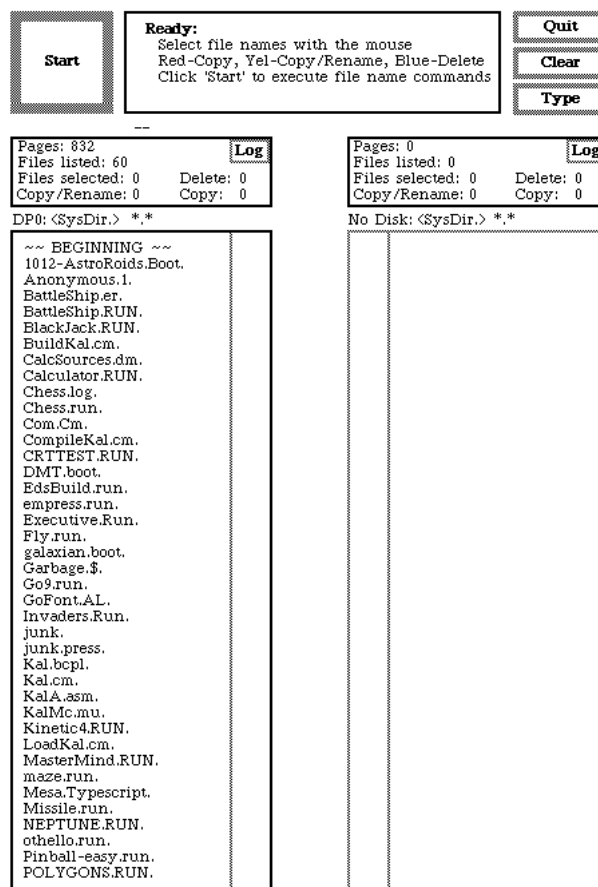 Start
Ready:
Select file names with the mouse
Red-Copy, Yel-Copy/Rename, Blue-Delete
Click 'Start' to execute file name commands
Quit
Clear
Type
Pages: 832
Log
Files listed: 60
Files selected: 0 Delete: 0
Copy/Rename: 0 Copy: 0
DP0: <SysDir.> *.*
~~ BEGINNING ~~
1012-AstroRoids.Boot.
Anonymous.1.
BattleShip.er.
BattleShip.RUN.
BlackJack.RUN.
BuildKal.cm.
CalcSources.dm.
Calculator.RUN.
Chess.log.
Chess.run.
Com.Cm.
CompileKal.cm.
CRTTEST.RUN.
DMT.boot.
EdsBuild.run.
empress.run.
Executive.Run.
Fly.run.
galaxian.boot.
Garbage.$.
Go9.run.
GoFont.AL.
Invaders.Run.
junk.
junk.press.
Kal.bcpl.
Kal.cm.
KalA.asm.
KalMc.mu.
Kinetic4.RUN.
LoadKal.cm.
MasterMind.RUN.
maze.run.
Mesa.Typescript.
Missile.run.
NEPTUNE.RUN.
othello.run.
Pinball-easy.run.
POLYGONS.RUN.
Pages: 0
Log
Files listed: 0
Files selected: 0 Delete: 0
Copy/Rename: 0 Copy: 0
No Disk: <SysDir.> *.*